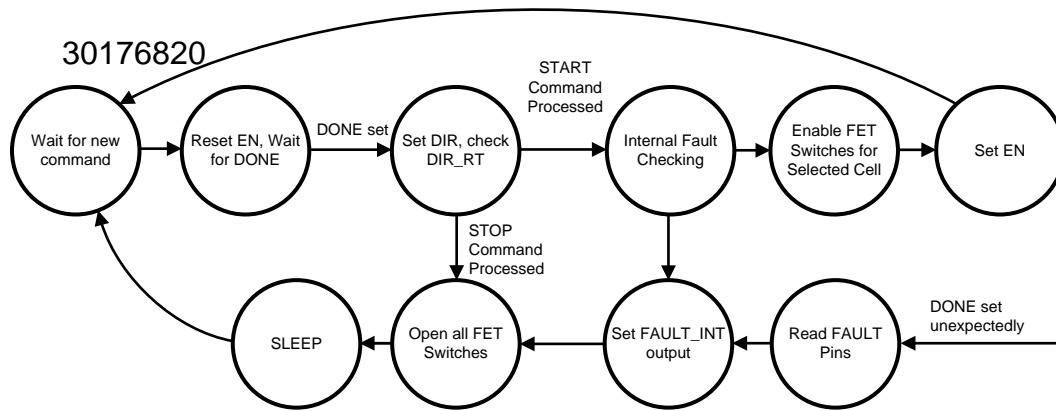 30176820
START
Command
Processed
Wait for new
command
Reset EN, Wait
for DONE
DONE set
Set DIR, check
DIR_RT
Internal Fault
Checking
Enable FET
Switches for
Selected Cell
Set EN
STOP
Command
Processed
SLEEP
Open all FET
Switches
Set FAULT_INT
output
Read FAULT
Pins
DONE set
unexpectedly